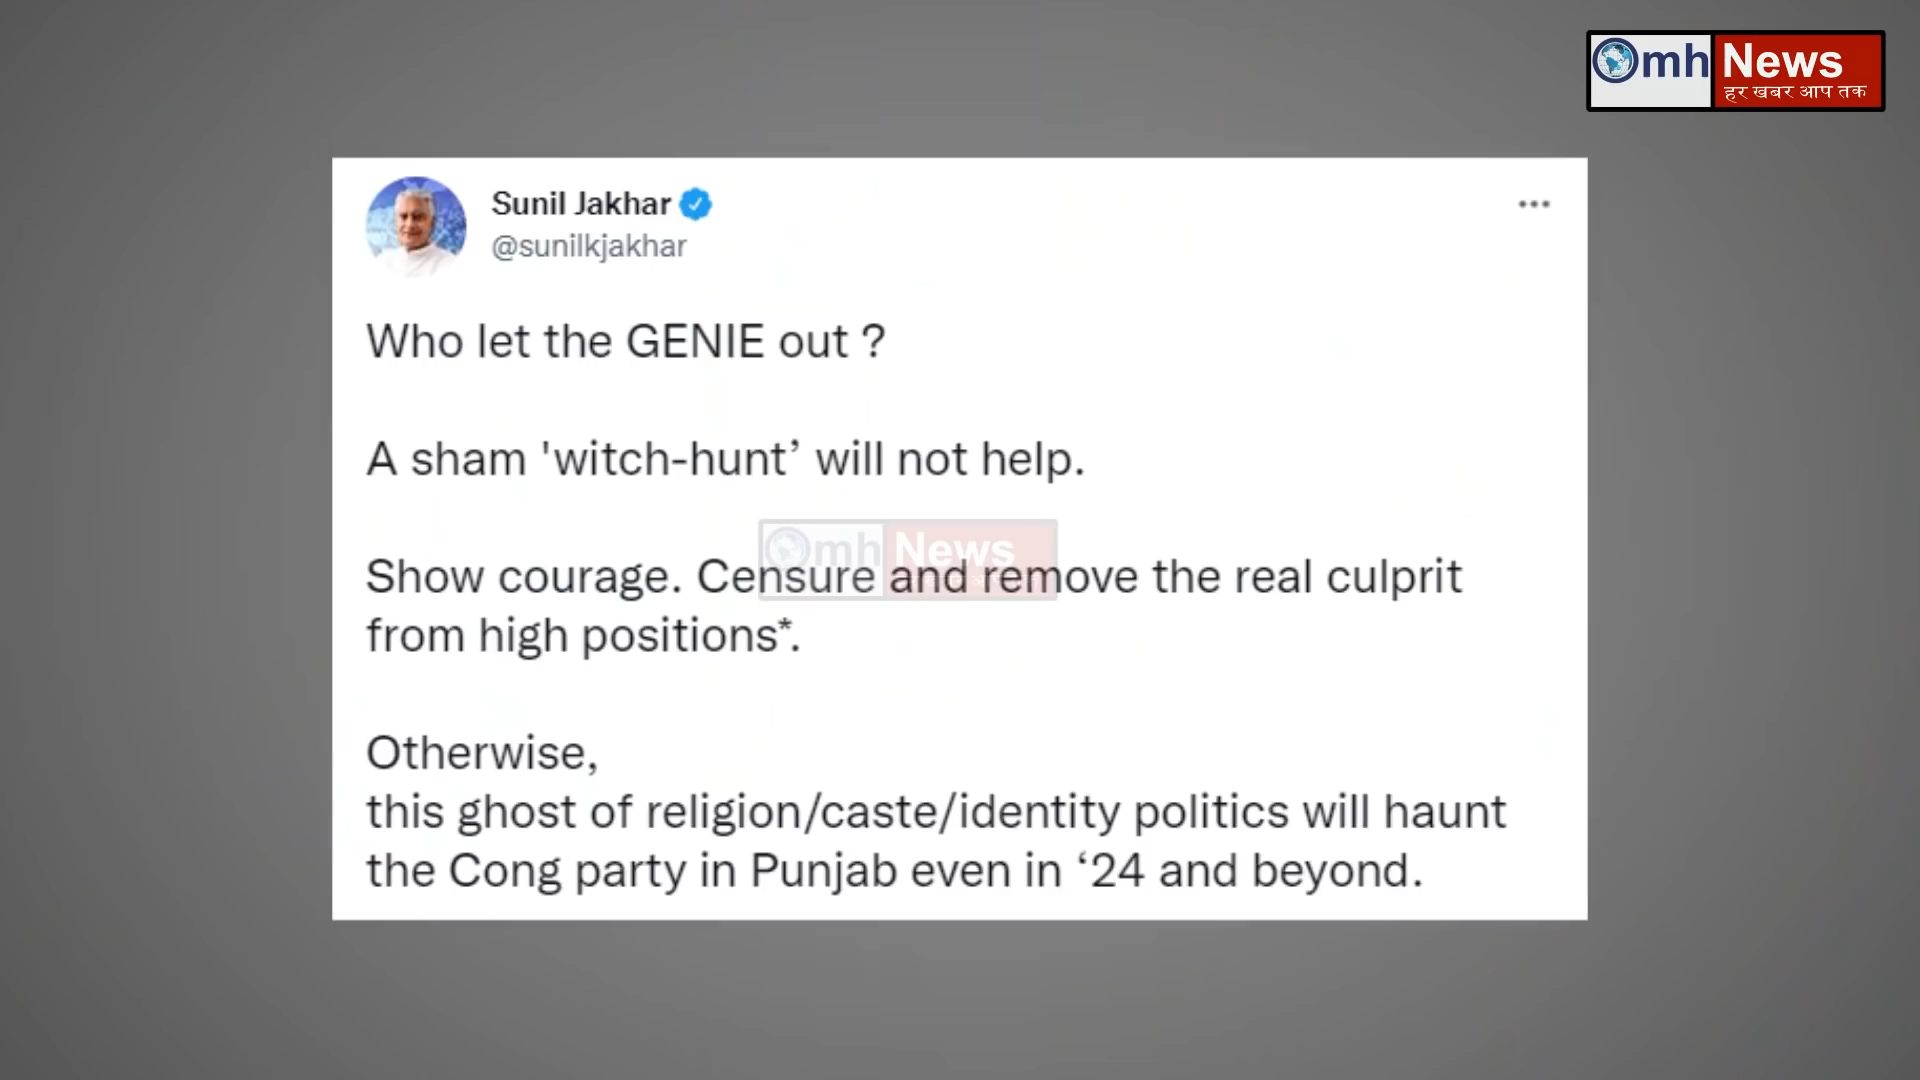 Omh News
हर खबर आप तक
Sunil Jakhar
@sunilkjakhar
Who let the GENIE out ?
A sham 'witch-hunt’ will not help.
Omh News
Show courage. Censure and remove the real culprit
from high positions*.
Otherwise,
this ghost of religion/caste/identity politics will haunt
the Cong party in Punjab even in ‘24 and beyond.